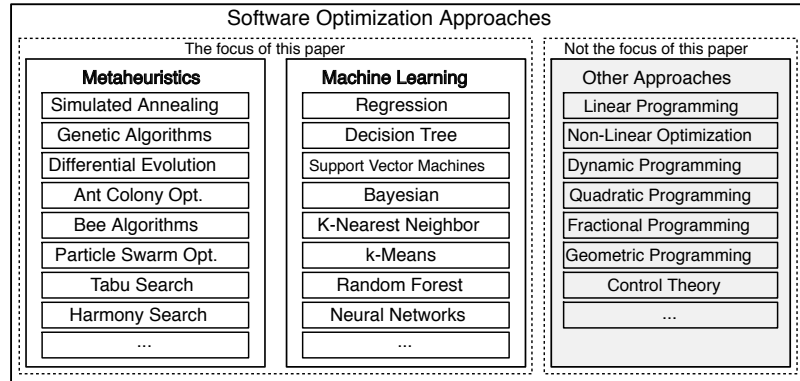 Software Optimization Approaches
The focus of this paper
Metaheuristics
Simulated Annealing
Genetic Algorithms
Differential Evolution
Ant Colony Opt.
Bee Algorithms
Particle Swarm Opt.
Tabu Search
Harmony Search
...
Machine Learning
Regression
Decision Tree
Support Vector Machines
Bayesian
K-Nearest Neighbor
k-Means
Random Forest
Neural Networks
...
Not the focus of this paper
Other Approaches
Linear Programming
Non-Linear Optimization
Dynamic Programming
Quadratic Programming
Fractional Programming
Geometric Programming
Control Theory
...